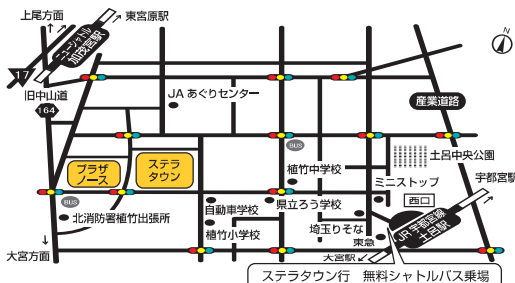 上尾方面
東宮原駅
ニューシャトル
加茂宮駅
17
旧中山道
164
JA あぐりセンター
産業道路
BUS
土呂中央公園
植竹中学校
プラザ
ノース
ステラ
タウン
ミニストップ
宇都宮駅
BUS
西口
県立ろう学校
自動車学校
北消防署植竹出張所
植竹小学校
埼玉りそな
東急
JR 宇都宮線
土呂駅
大宮方面
大宮駅
ステラタウン行 無料シャトルバス乗場
N